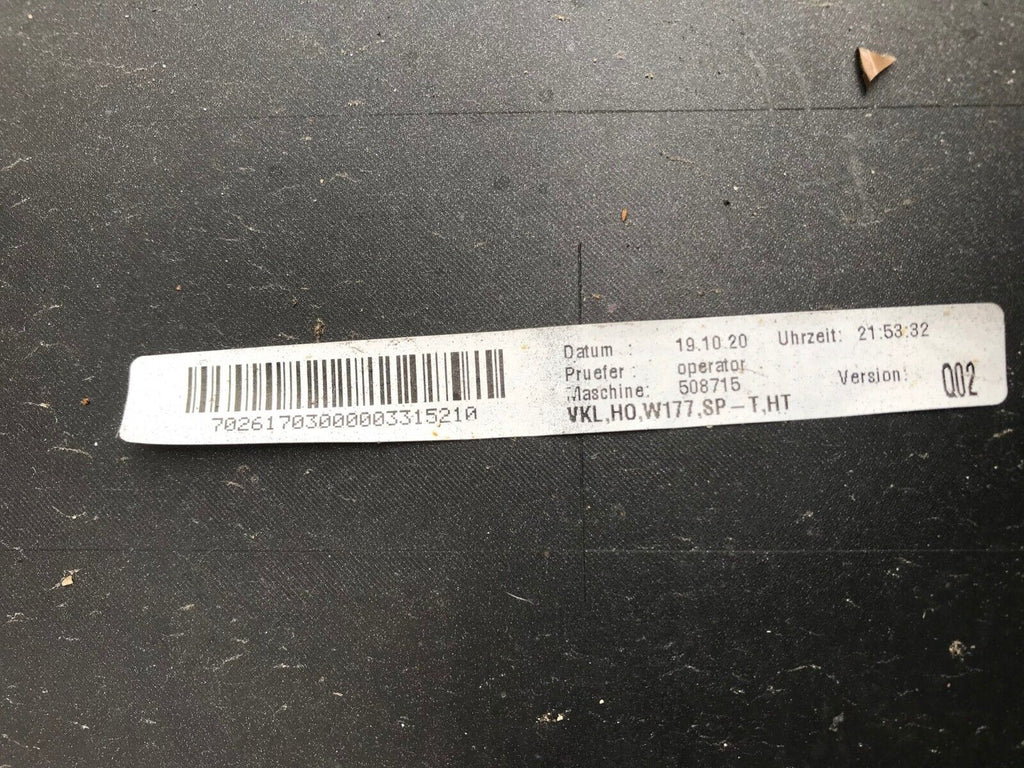 Datum : 19.10.20 Uhrzeit: 21:53:32
Pruefer : operator Version: Q02
Maschine: 508715
VKL,HO,W177,SP-T,HT
702617030000003315210